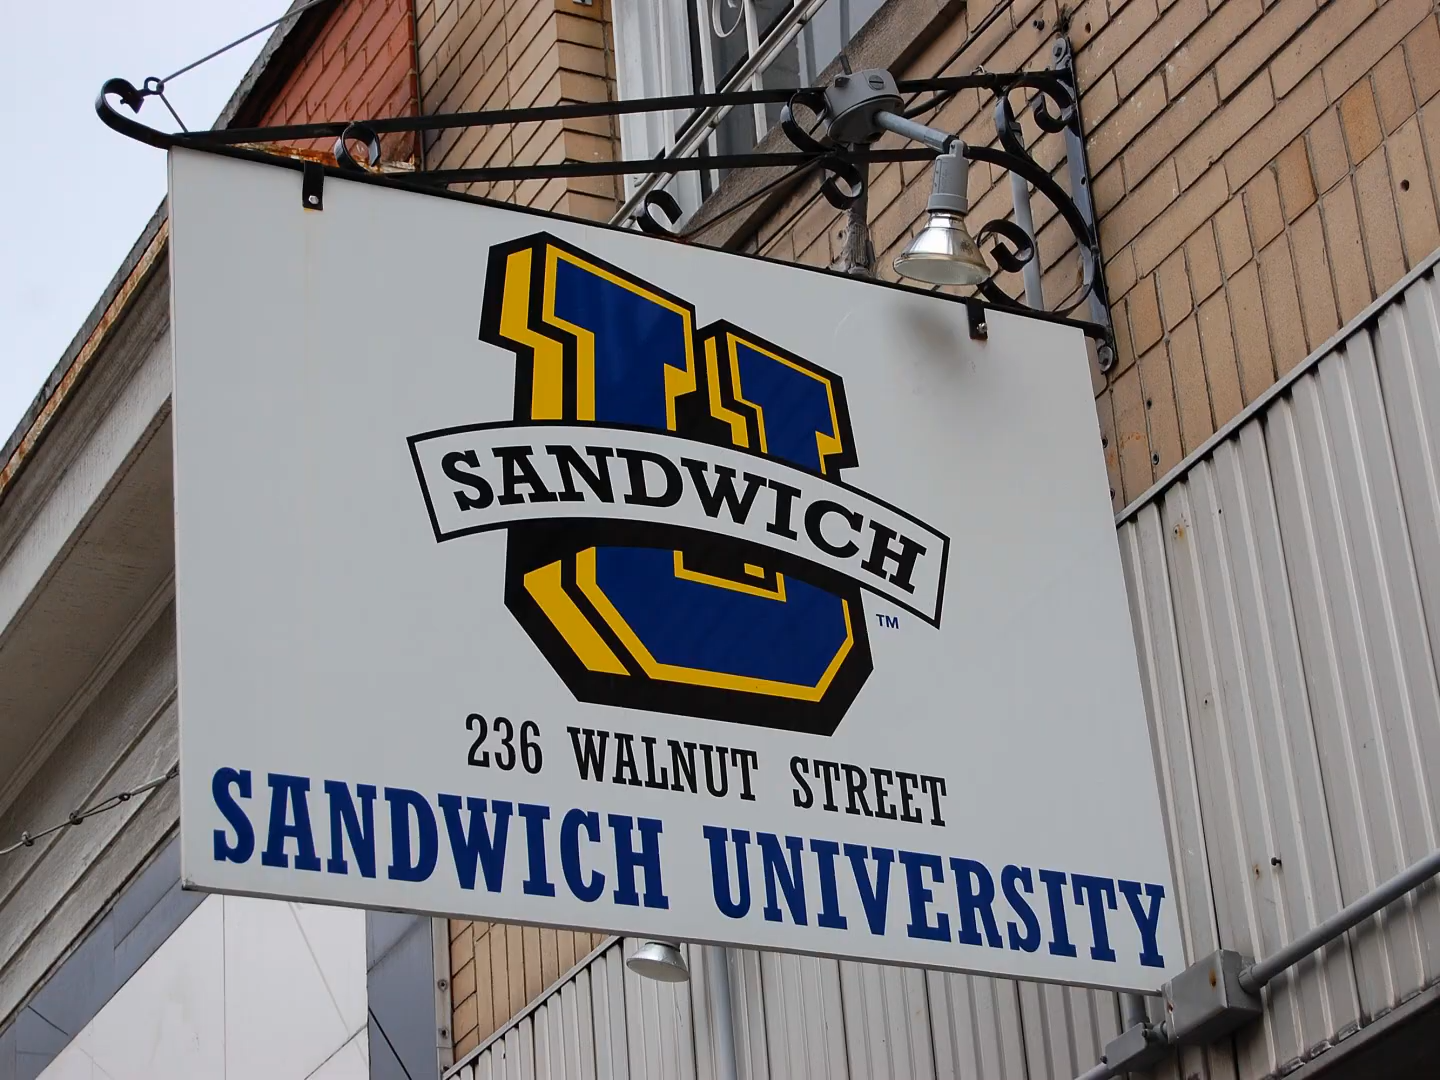 U
SANDWICH
TM
236 WALNUT STREET
SANDWICH UNIVERSITY